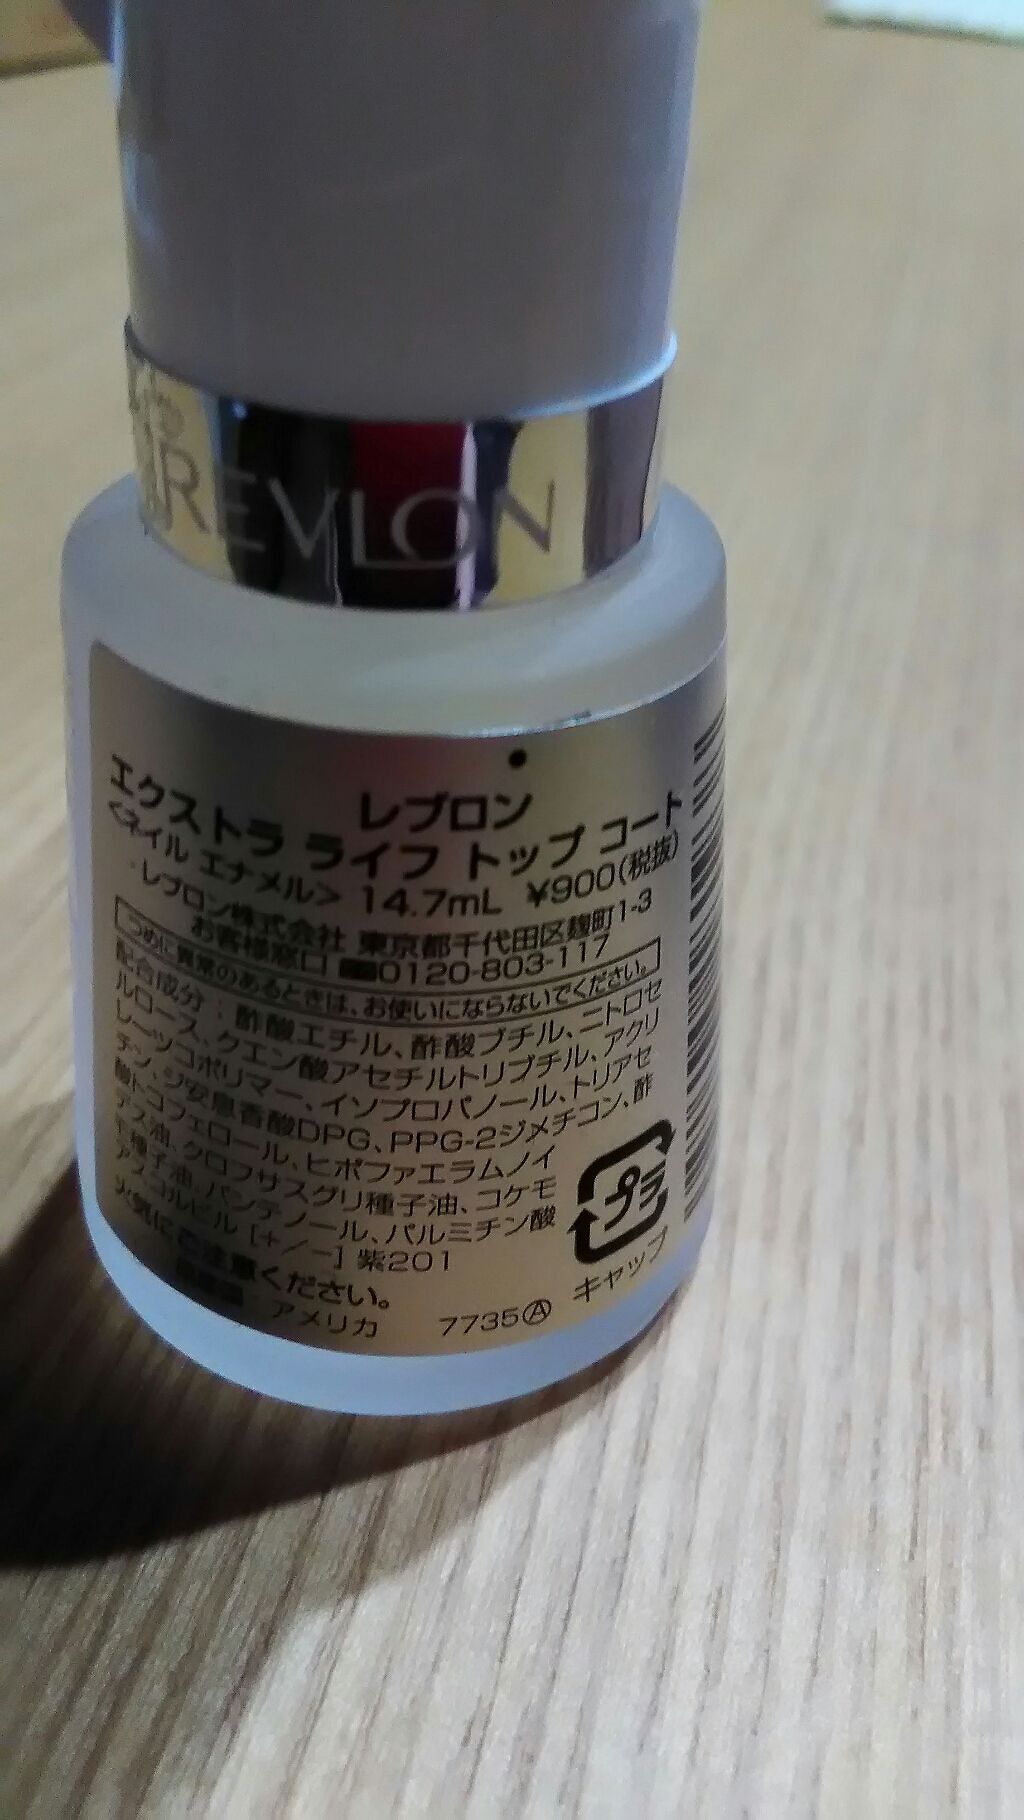 REVLON
レブロン
エクストラ ライフ トップ コート
<ネイル エナメル> 14.7mL ¥900(税抜)
レブロン株式会社 東京都千代田区麹町1-3
お客様窓口 0120-803-117
つめに異常のあるときは、お使いにならないでください。
配合成分:酢酸エチル、酢酸ブチル、ニトロセ
ルロース、クエン酸アセチルトリブチル、アクリ
レーツコポリマー、イソプロパノール、トリアセ
チン、ジ安息香酸DPG、PPG-2ジメチコン、酢
酸トコフェロール、ヒポファエラムノイ
デス油、クロフサスグリ種子油、コケモ
モ種子油、パンテノール、パルミチン酸
アスコルビル [+/−] 紫201
火気にご注意ください。
アメリカ
7735Ⓐ
プラ
キャップ